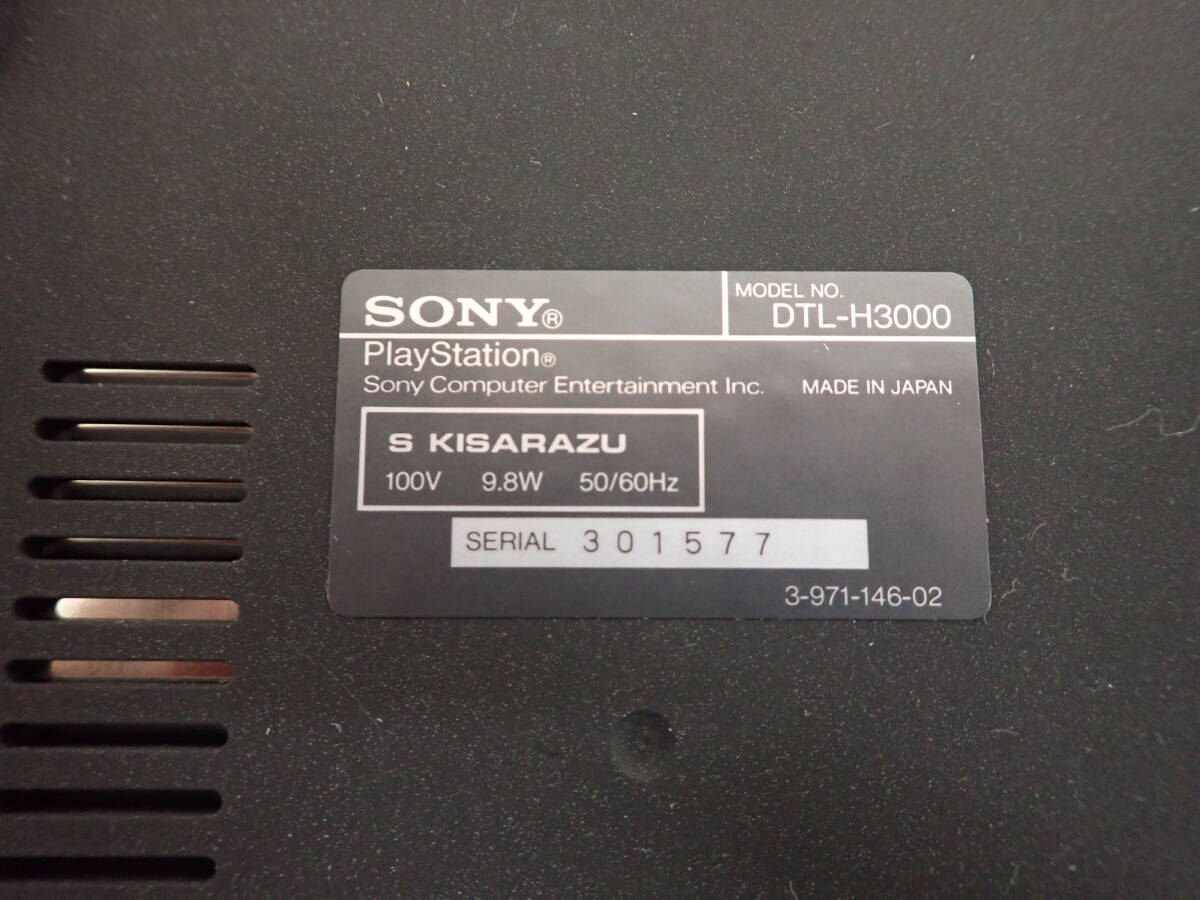 SONY®
MODEL NO.
DTL-H3000
PlayStation®
Sony Computer Entertainment Inc. MADE IN JAPAN
S KISARAZU
100V 9.8W 50/60Hz
SERIAL 301577
3-971-146-02